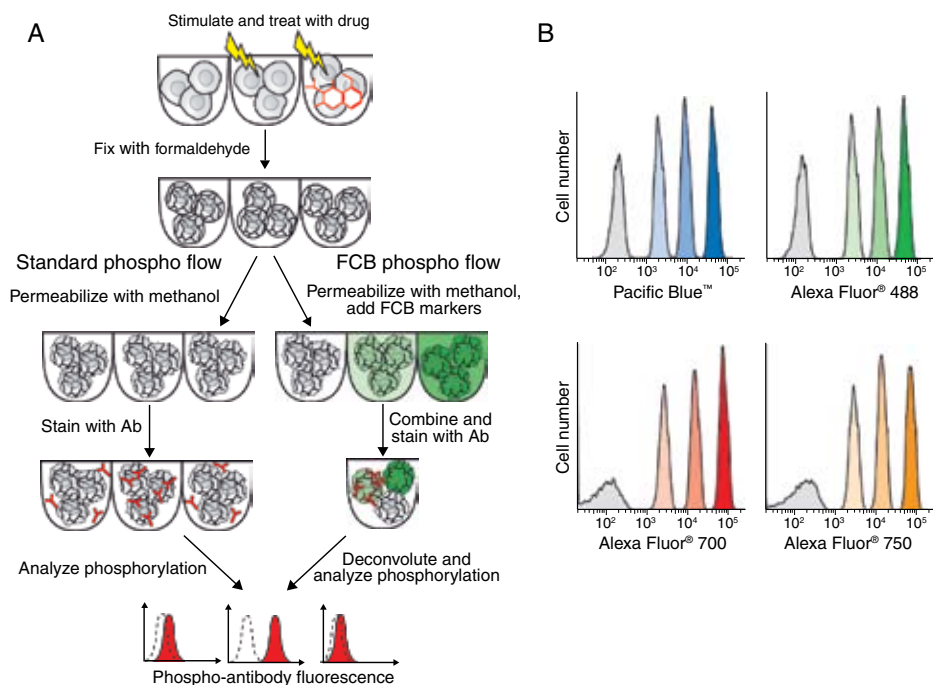 A
Stimulate and treat with drug
Fix with formaldehyde
Standard phospho flow
Permeabilize with methanol
FCB phospho flow
Permeabilize with methanol,
add FCB markers
Stain with Ab
Combine and
stain with Ab
Analyze phosphorylation
Deconvolute and
analyze phosphorylation
Phospho-antibody fluorescence
B
Cell number
10² 10³ 10⁴ 10⁵
Pacific Blue™
Cell number
10² 10³ 10⁴ 10⁵
Alexa Fluor® 488
Cell number
10² 10³ 10⁴ 10⁵
Alexa Fluor® 700
10² 10³ 10⁴ 10⁵
Alexa Fluor® 750